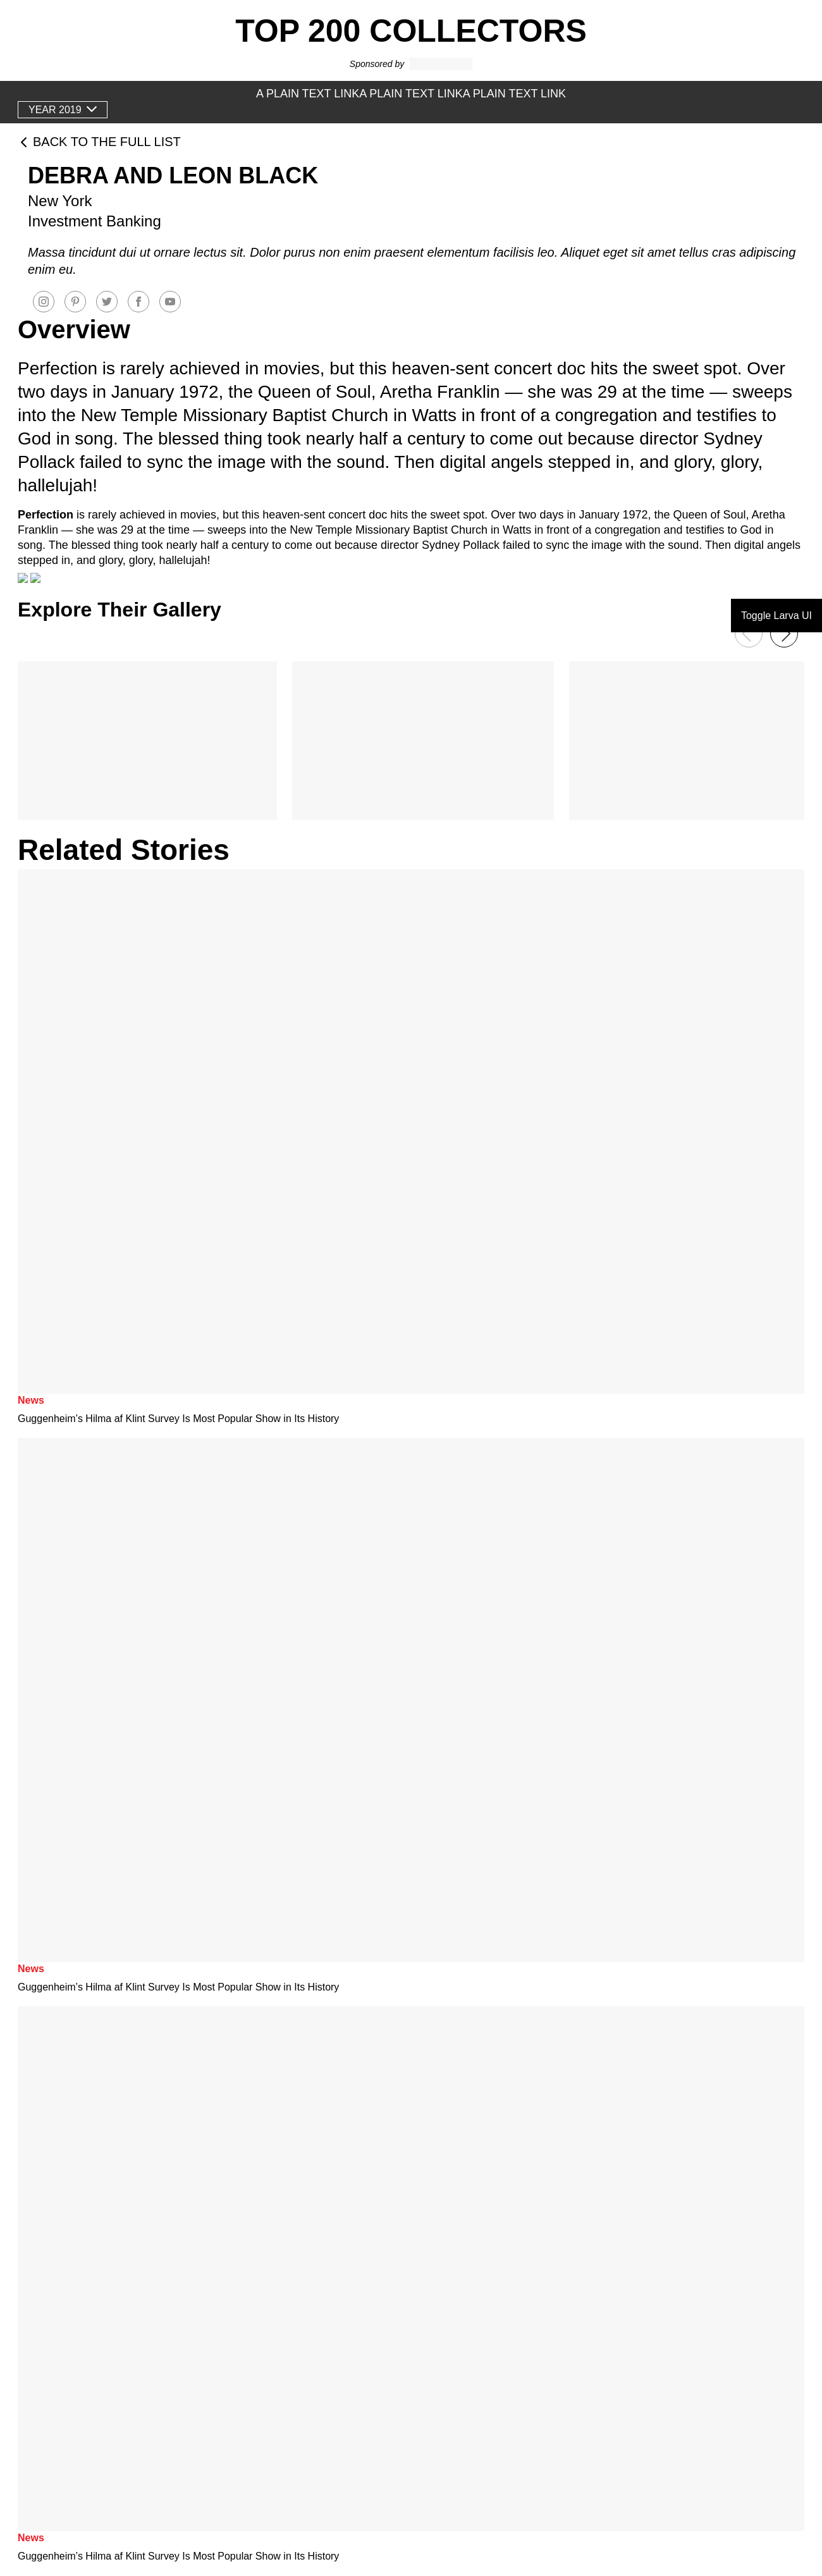 TOP 200 COLLECTORS
Sponsored by
A PLAIN TEXT LINKA PLAIN TEXT LINKA PLAIN TEXT LINK
YEAR 2019
BACK TO THE FULL LIST
DEBRA AND LEON BLACK
New York
Investment Banking
Massa tincidunt dui ut ornare lectus sit. Dolor purus non enim praesent elementum facilisis leo. Aliquet eget sit amet tellus cras adipiscing
enim eu.
Overview
Perfection is rarely achieved in movies, but this heaven-sent concert doc hits the sweet spot. Over
two days in January 1972, the Queen of Soul, Aretha Franklin — she was 29 at the time — sweeps
into the New Temple Missionary Baptist Church in Watts in front of a congregation and testifies to
God in song. The blessed thing took nearly half a century to come out because director Sydney
Pollack failed to sync the image with the sound. Then digital angels stepped in, and glory, glory,
hallelujah!
Perfection is rarely achieved in movies, but this heaven-sent concert doc hits the sweet spot. Over two days in January 1972, the Queen of Soul, Aretha
Franklin — she was 29 at the time — sweeps into the New Temple Missionary Baptist Church in Watts in front of a congregation and testifies to God in
song. The blessed thing took nearly half a century to come out because director Sydney Pollack failed to sync the image with the sound. Then digital angels
stepped in, and glory, glory, hallelujah!
Explore Their Gallery
Toggle Larva UI
Related Stories
News
Guggenheim’s Hilma af Klint Survey Is Most Popular Show in Its History
News
Guggenheim’s Hilma af Klint Survey Is Most Popular Show in Its History
News
Guggenheim’s Hilma af Klint Survey Is Most Popular Show in Its History